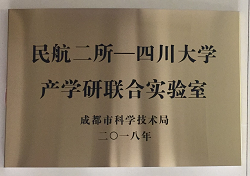 民航二所—四川大学
产学研联合实验室
成都市科学技术局
二〇一八年